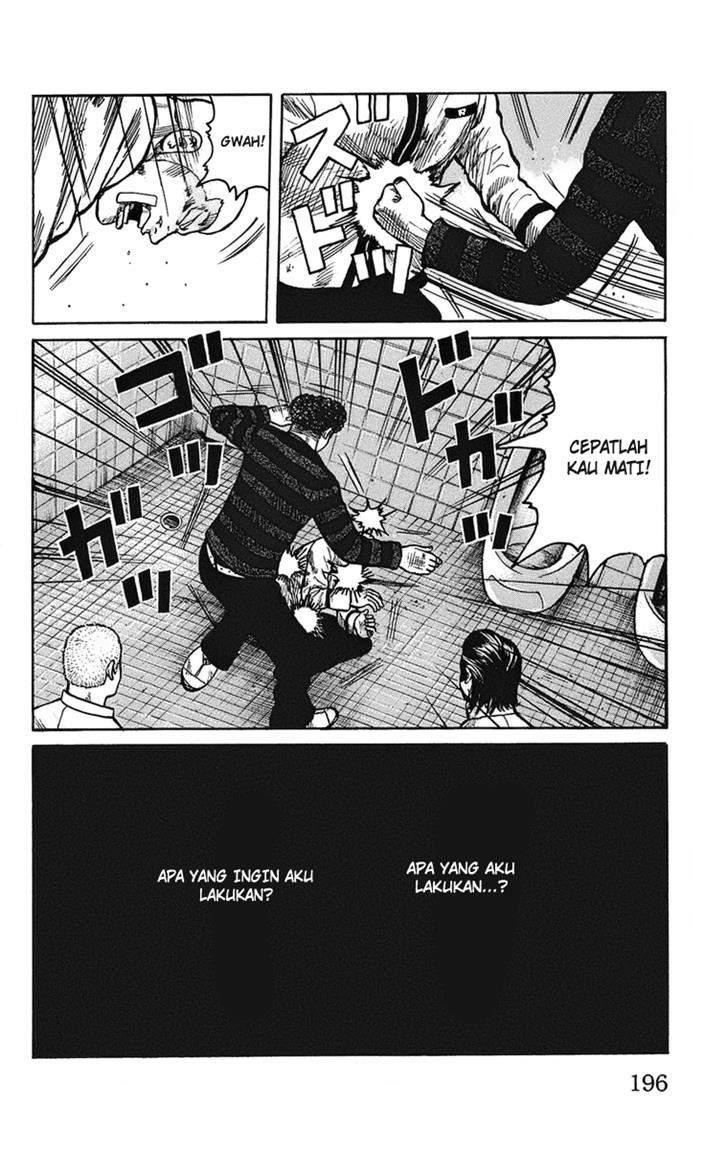 ズドドッ
GWAH!
CEPATLAH
KAU MATI!
ドガッ
ゴッ
ガッ
APA YANG AKU
LAKUKAN...?
APA YANG INGIN AKU
LAKUKAN?
196